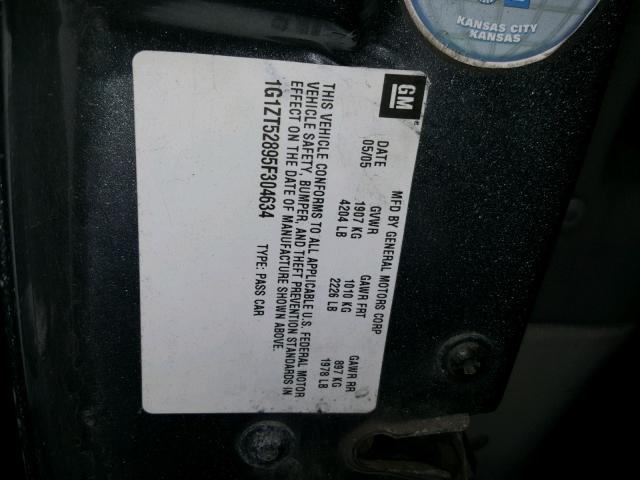 KANSAS CITY
KANSAS
GM
MFD BY GENERAL MOTORS CORP
DATE GVWR GAWR FRT GAWR RR
05/05 1907 KG 1010 KG 897 KG
4204 LB 2226 LB 1978 LB
THIS VEHICLE CONFORMS TO ALL APPLICABLE U.S. FEDERAL MOTOR
VEHICLE SAFETY, BUMPER, AND THEFT PREVENTION STANDARDS IN
EFFECT ON THE DATE OF MANUFACTURE SHOWN ABOVE.
1G1ZT52895F304634 TYPE: PASS CAR